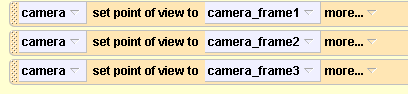 camera set point of view to camera_frame1 more...
camera set point of view to camera_frame2 more...
camera set point of view to camera_frame3 more...